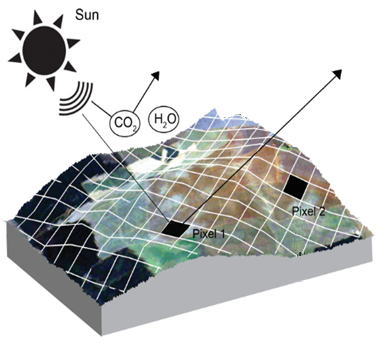 Sun
CO₂
H₂O
Pixel 1
Pixel 2